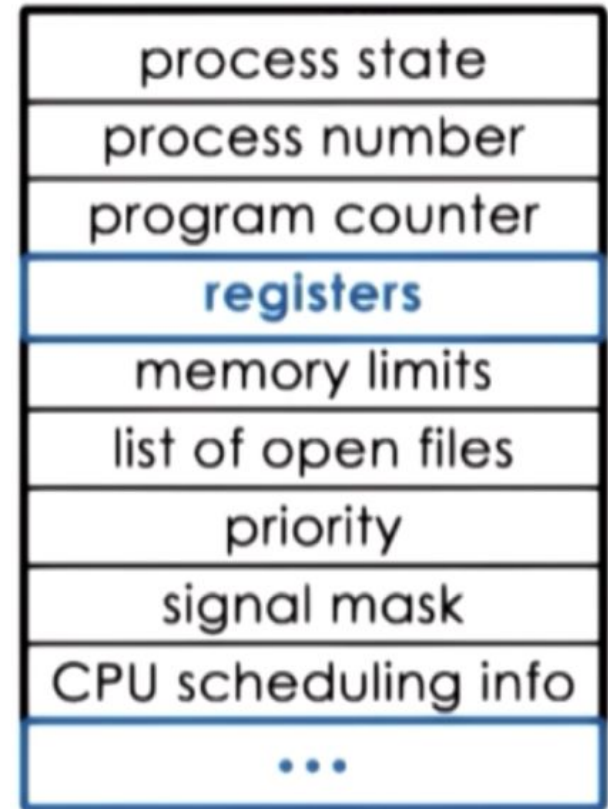 process state
process number
program counter
registers
memory limits
list of open files
priority
signal mask
CPU scheduling info
...